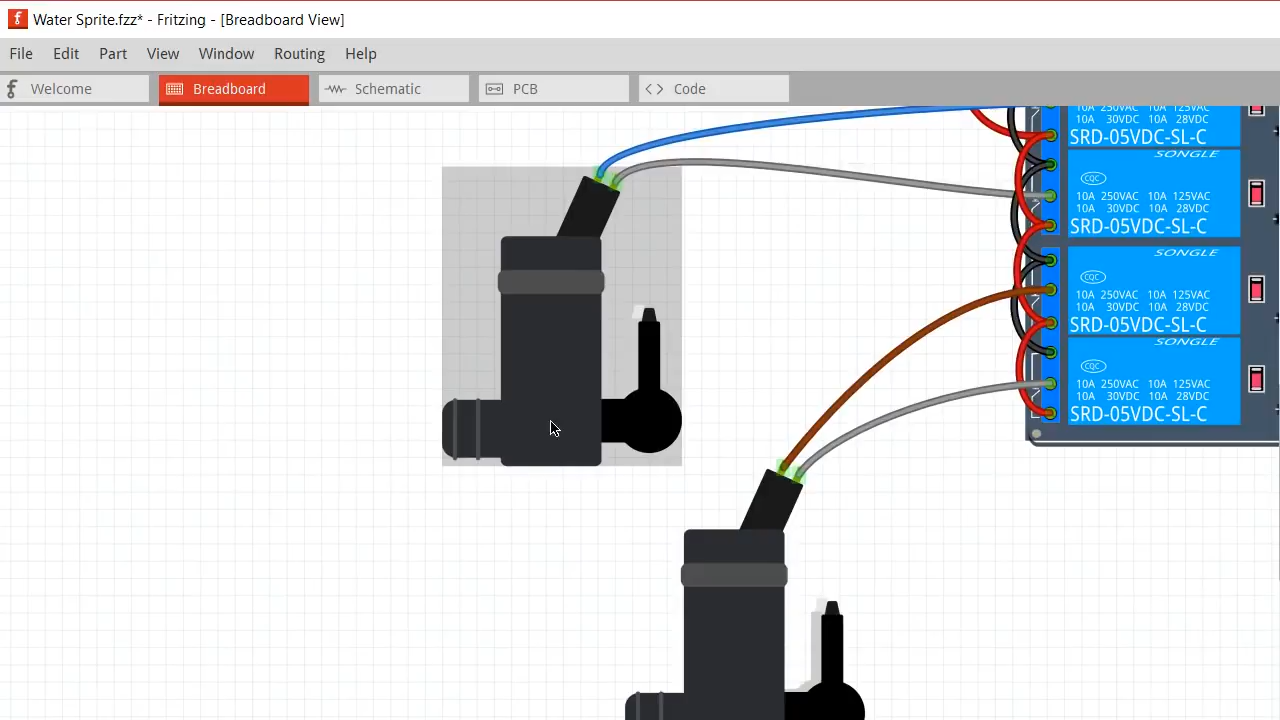 Water Sprite.fzz* - Fritzing - [Breadboard View]
File Edit Part View Window Routing Help
Welcome Breadboard Schematic PCB Code
10A 250VAC 10A 125VAC
10A 30VDC 10A 28VDC
SRD-05VDC-SL-C
SONGLE
CQC
10A 250VAC 10A 125VAC
10A 30VDC 10A 28VDC
SRD-05VDC-SL-C
SONGLE
CQC
10A 250VAC 10A 125VAC
10A 30VDC 10A 28VDC
SRD-05VDC-SL-C
SONGLE
CQC
10A 250VAC 10A 125VAC
10A 30VDC 10A 28VDC
SRD-05VDC-SL-C